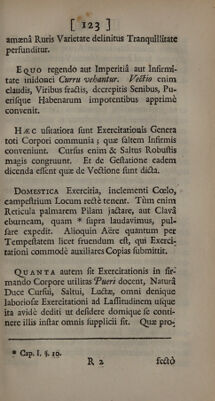 [ 123 ]
amænâ Ruris Varietate delinitus Tranquillitate
perfunditur.
EQUO regendo aut Imperitiâ aut Infirmi-
tate inidonei Curru vehantur. Vectio enim
claudis, Viribus fractis, decrepitis Senibus, Pu-
erisque Habenarum impotentibus apprimè
convenit.
HÆC usitatiora sunt Exercitationis Genera
toti Corpori communia; quæ saltem Infirmis
conveniunt. Cursus enim & Saltus Robustis
magis congruunt. Et de Gestatione eadem
dicenda essent quæ de Vectione sunt dicta.
DOMESTICA Exercitia, inclementi Cœlo,
campestrium Locum rectè tenent. Tùm enim
Reticula palmarem Pilam jactare, aut Clavâ
eburneam, quam * supra laudavimus, pul-
sare expedit. Alioquin Aëre quantum per
Tempestatem licet fruendum est, qui Exerci-
tationi commodè auxiliares Copias submittit.
QUANTA autem sit Exercitationis in fir-
mando Corpore utilitas Pueri docent, Naturâ
Duce Cursui, Saltui, Luctæ, omni denique
laboriosæ Exercitationi ad Lassitudinem usque
ita avidè dediti ut desidere domique se conti-
nere illis instar omnis supplicii sit. Quæ pro-
* Cap. I. §. 10.
R 2
fectò